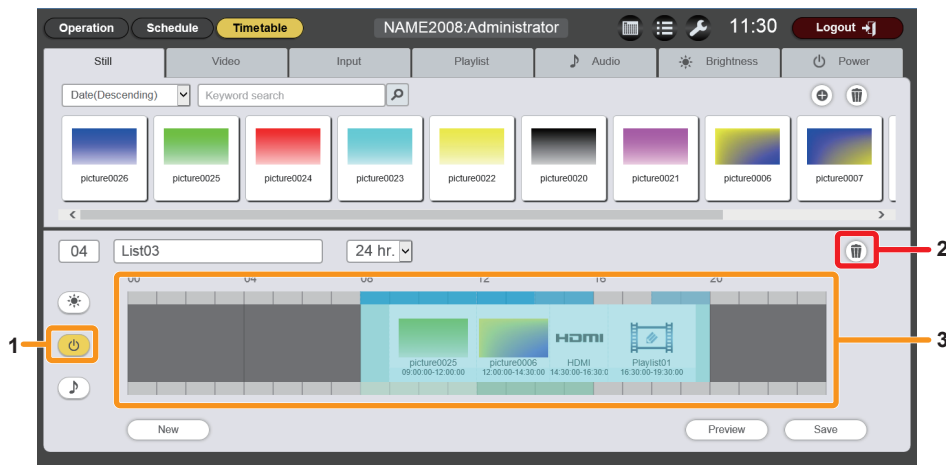 Operation Schedule Timetable NAME2008:Administrator 11:30 Logout
Still Video Input Playlist Audio Brightness Power
Date(Descending) Keyword search
picture0026 picture0025 picture0024 picture0023 picture0022 picture0020 picture0021 picture0006 picture0007
04 List03 24 hr. 2
00 04 08 12 16 20
1 3
HDMI
picture0025 picture0006 HDMI Playlist01
09:00:00-12:00:00 12:00:00-14:30:00 14:30:00-16:30:0 16:30:00-19:30:00
New Preview Save